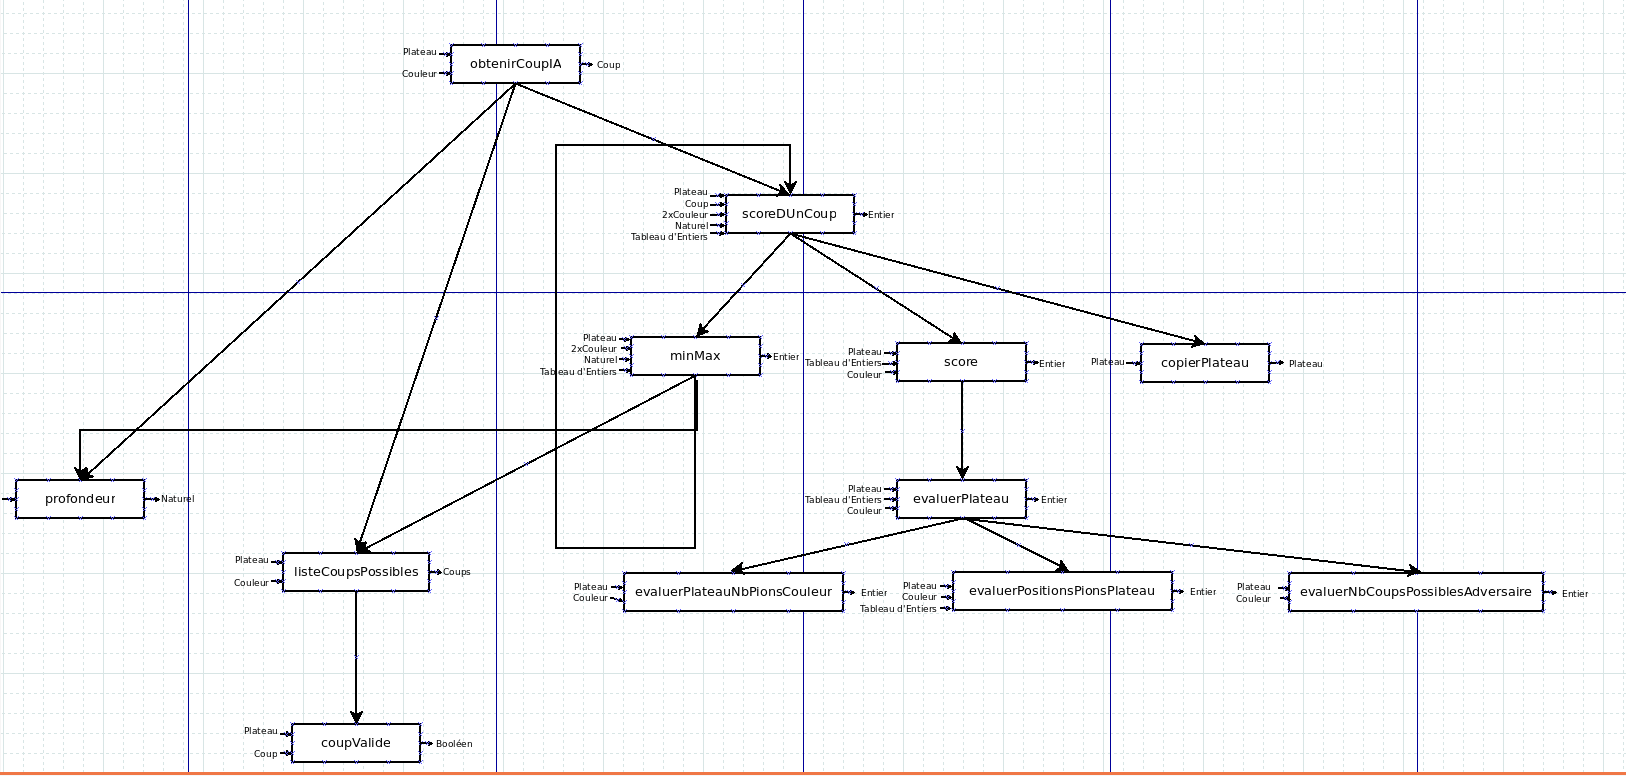 Plateau
Couleur
obtenirCoupIA
Coup
Plateau
Coup
2xCouleur
Naturel
Tableau d'Entiers
scoreDUnCoup
Entier
Plateau
2xCouleur
Naturel
Tableau d'Entiers
minMax
Entier
Plateau
Tableau d'Entiers
Couleur
score
Entier
Plateau
copierPlateau
Plateau
profondeur
Naturel
Plateau
Tableau d'Entiers
Couleur
evaluerPlateau
Entier
Plateau
Couleur
listeCoupsPossibles
Coups
Plateau
Couleur
evaluerPlateauNbPionsCouleur
Entier
Plateau
Couleur
Tableau d'Entiers
evaluerPositionsPionsPlateau
Entier
Plateau
Couleur
evaluerNbCoupsPossiblesAdversaire
Entier
Plateau
Coup
coupValide
Booléen